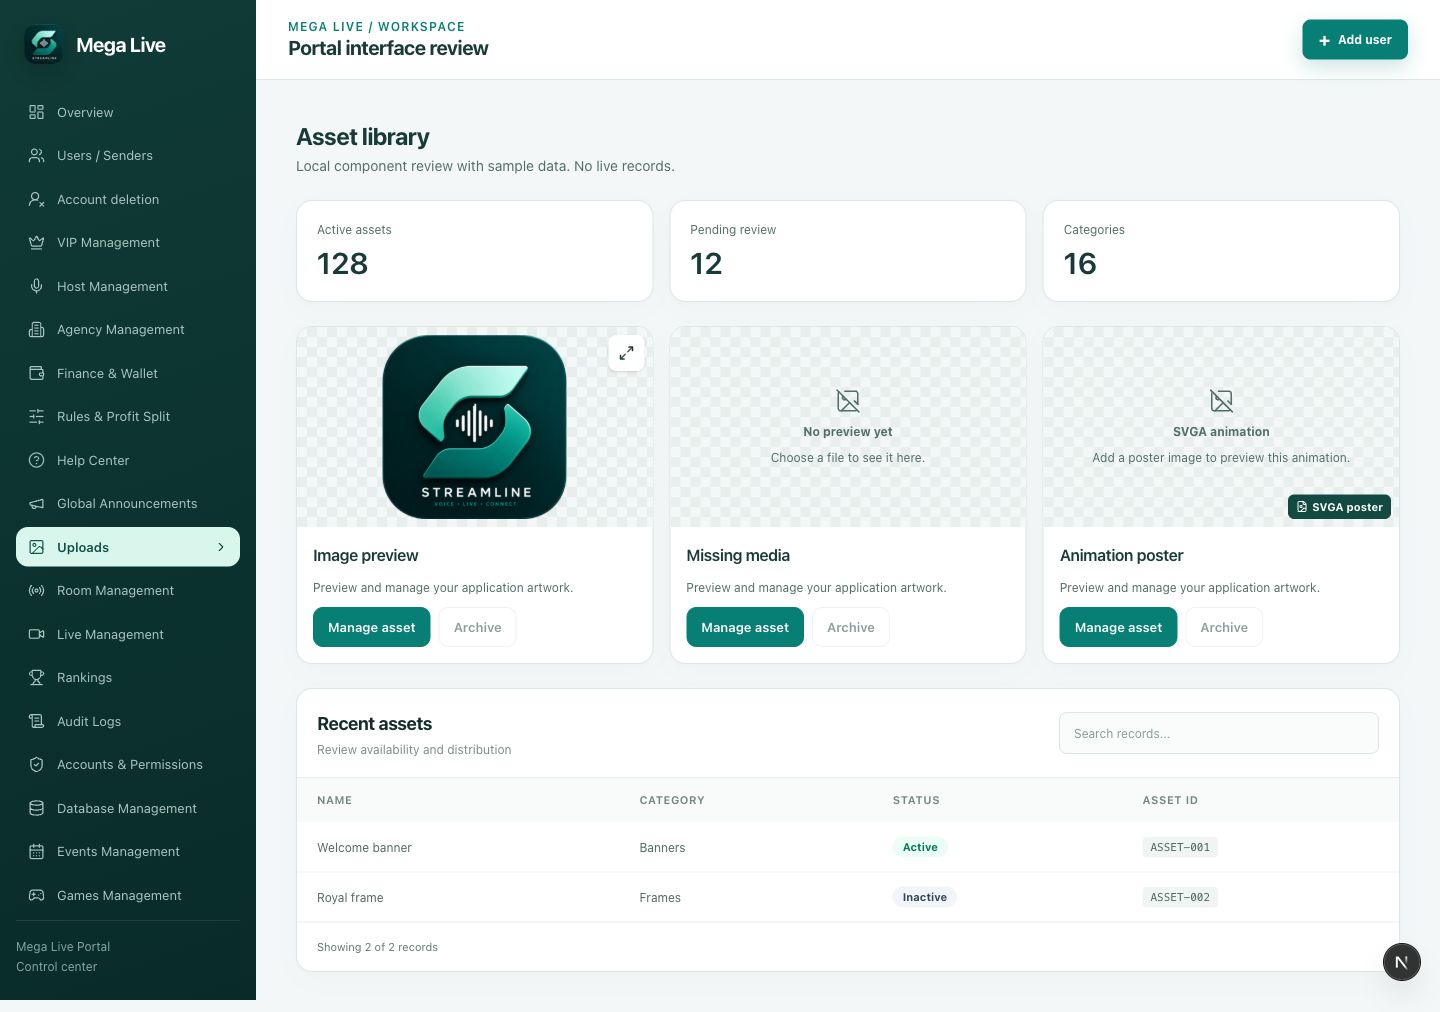 STREAMLINE
Mega Live
Overview
Users / Senders
Account deletion
VIP Management
Host Management
Agency Management
Finance & Wallet
Rules & Profit Split
Help Center
Global Announcements
Uploads
Room Management
Live Management
Rankings
Audit Logs
Accounts & Permissions
Database Management
Events Management
Games Management
Mega Live Portal
Control center
MEGA LIVE / WORKSPACE
Portal interface review
+ Add user
Asset library
Local component review with sample data. No live records.
Active assets
128
Pending review
12
Categories
16
STREAMLINE
VOICE • LIVE • CONNECT
Image preview
Preview and manage your application artwork.
Manage asset
Archive
No preview yet
Choose a file to see it here.
Missing media
Preview and manage your application artwork.
Manage asset
Archive
SVGA animation
Add a poster image to preview this animation.
SVGA poster
Animation poster
Preview and manage your application artwork.
Manage asset
Archive
Recent assets
Review availability and distribution
Search records...
NAME CATEGORY STATUS ASSET ID
Welcome banner Banners Active ASSET-001
Royal frame Frames Inactive ASSET-002
Showing 2 of 2 records
N